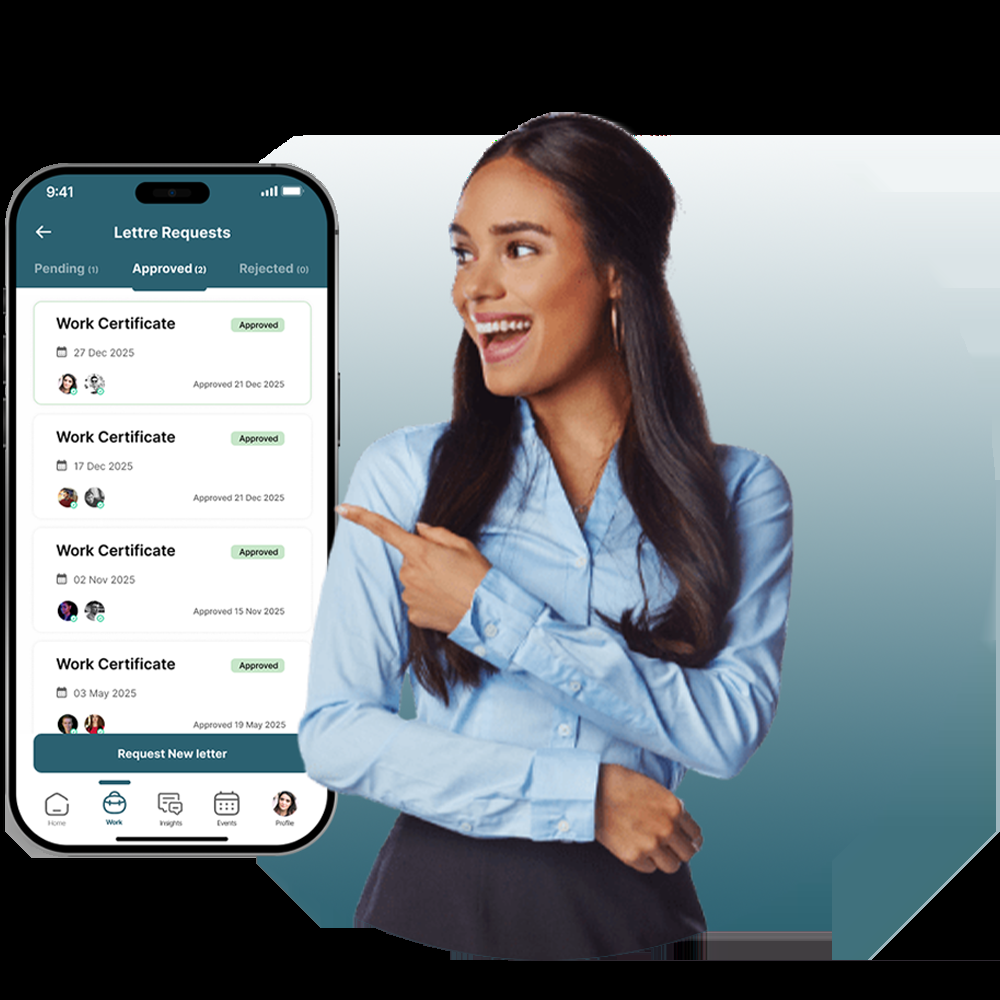 9:41
Lettre Requests
Pending (1) Approved (2) Rejected (0)
Work Certificate Approved
27 Dec 2025
Approved 21 Dec 2025
Work Certificate Approved
17 Dec 2025
Approved 21 Dec 2025
Work Certificate Approved
02 Nov 2025
Approved 15 Nov 2025
Work Certificate Approved
03 May 2025
Approved 19 May 2025
Request New letter
Home Work Insights Events Profile